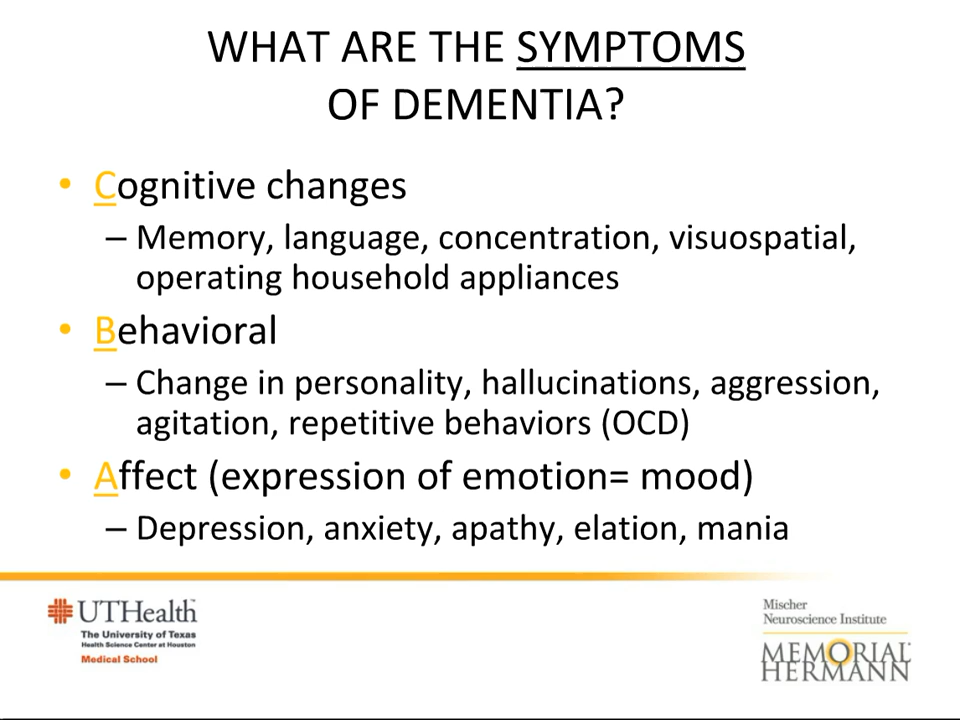 WHAT ARE THE SYMPTOMS
OF DEMENTIA?
• Cognitive changes
– Memory, language, concentration, visuospatial,
operating household appliances
• Behavioral
– Change in personality, hallucinations, aggression,
agitation, repetitive behaviors (OCD)
• Affect (expression of emotion= mood)
– Depression, anxiety, apathy, elation, mania
UTHealth
The University of Texas
Health Science Center at Houston
Medical School
Mischer
Neuroscience Institute
MEMORIAL
HERMANN